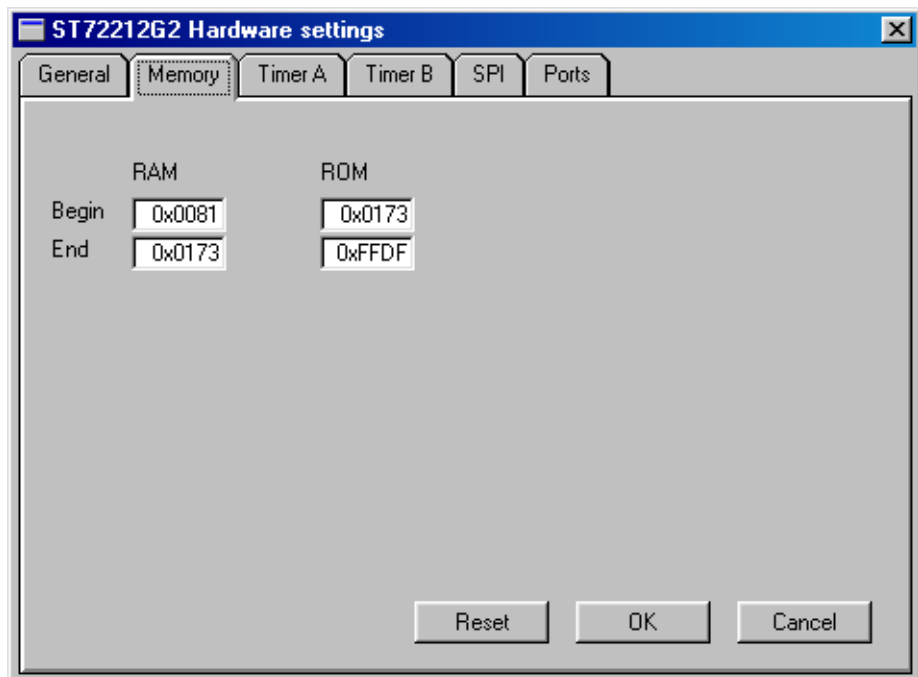 ST72212G2 Hardware settings
General Memory Timer A Timer B SPI Ports
RAM ROM
Begin 0x0081 0x0173
End 0x0173 0xFFDF
Reset OK Cancel